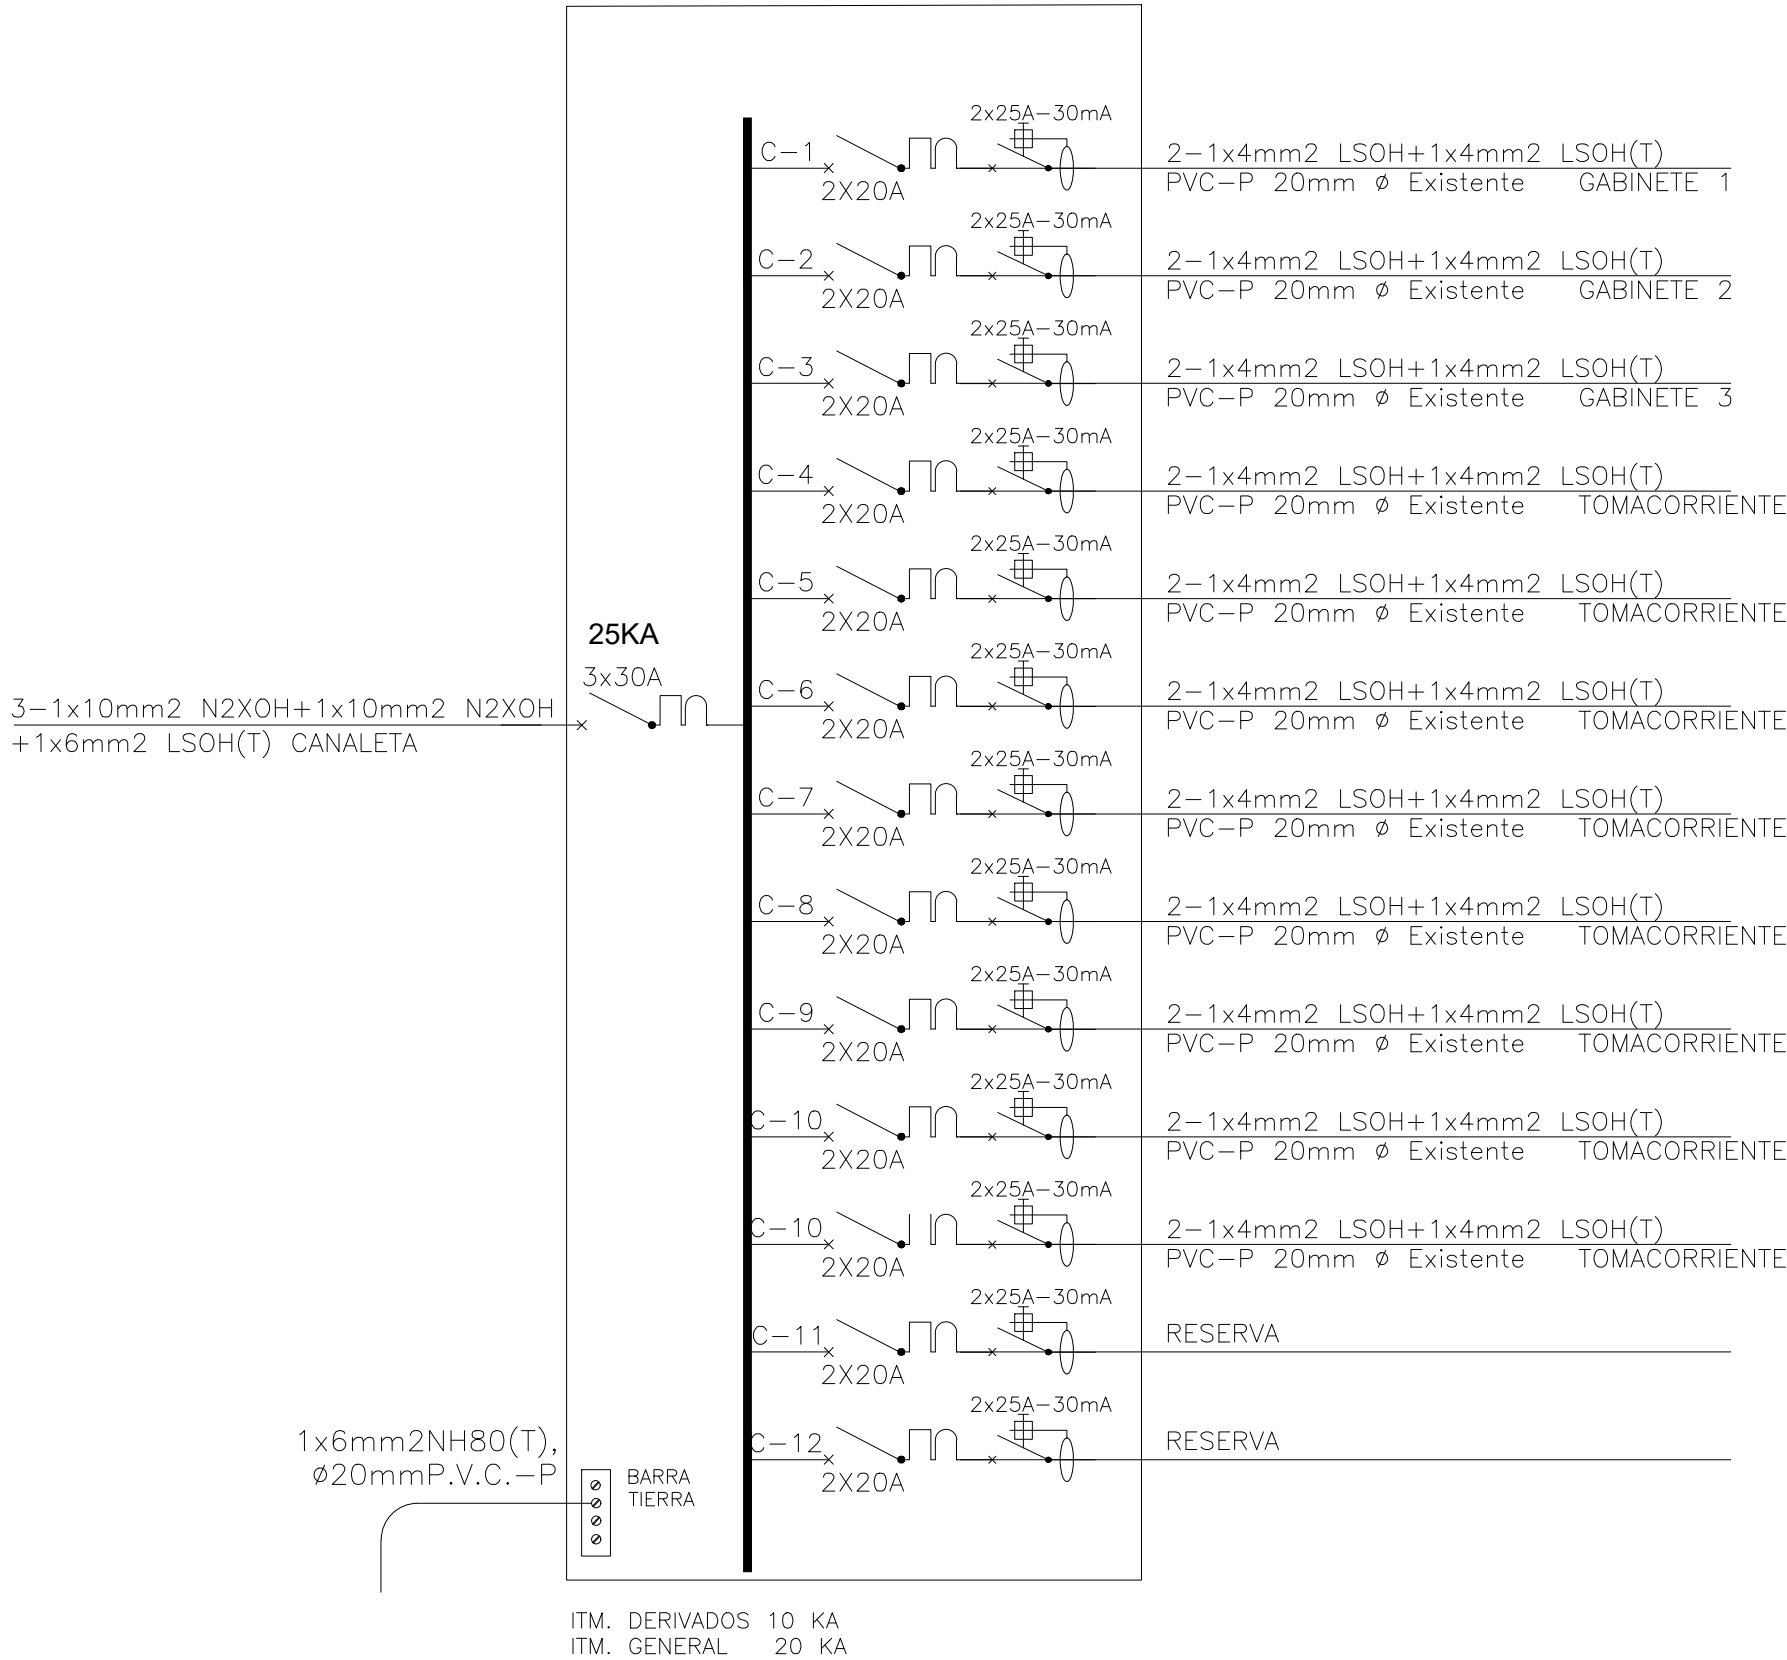 2x25A-30mA
C-1
2X20A
2-1x4mm2 LSOH+1x4mm2 LSOH(T)
PVC-P 20mm Ø Existente GABINETE 1
2x25A-30mA
C-2
2X20A
2-1x4mm2 LSOH+1x4mm2 LSOH(T)
PVC-P 20mm Ø Existente GABINETE 2
2x25A-30mA
C-3
2X20A
2-1x4mm2 LSOH+1x4mm2 LSOH(T)
PVC-P 20mm Ø Existente GABINETE 3
2x25A-30mA
C-4
2X20A
2-1x4mm2 LSOH+1x4mm2 LSOH(T)
PVC-P 20mm Ø Existente TOMACORRIENTE
2x25A-30mA
C-5
2X20A
2-1x4mm2 LSOH+1x4mm2 LSOH(T)
PVC-P 20mm Ø Existente TOMACORRIENTE
25KA
3x30A
3-1x10mm2 N2XOH+1x10mm2 N2XOH
+1x6mm2 LSOH(T) CANALETA
2x25A-30mA
C-6
2X20A
2-1x4mm2 LSOH+1x4mm2 LSOH(T)
PVC-P 20mm Ø Existente TOMACORRIENTE
2x25A-30mA
C-7
2X20A
2-1x4mm2 LSOH+1x4mm2 LSOH(T)
PVC-P 20mm Ø Existente TOMACORRIENTE
2x25A-30mA
C-8
2X20A
2-1x4mm2 LSOH+1x4mm2 LSOH(T)
PVC-P 20mm Ø Existente TOMACORRIENTE
2x25A-30mA
C-9
2X20A
2-1x4mm2 LSOH+1x4mm2 LSOH(T)
PVC-P 20mm Ø Existente TOMACORRIENTE
2x25A-30mA
C-10
2X20A
2-1x4mm2 LSOH+1x4mm2 LSOH(T)
PVC-P 20mm Ø Existente TOMACORRIENTE
2x25A-30mA
C-10
2X20A
2-1x4mm2 LSOH+1x4mm2 LSOH(T)
PVC-P 20mm Ø Existente TOMACORRIENTE
2x25A-30mA
C-11
2X20A
RESERVA
2x25A-30mA
C-12
2X20A
RESERVA
1x6mm2NH80(T),
Ø20mmP.V.C.-P
BARRA
TIERRA
ITM. DERIVADOS 10 KA
ITM. GENERAL 20 KA